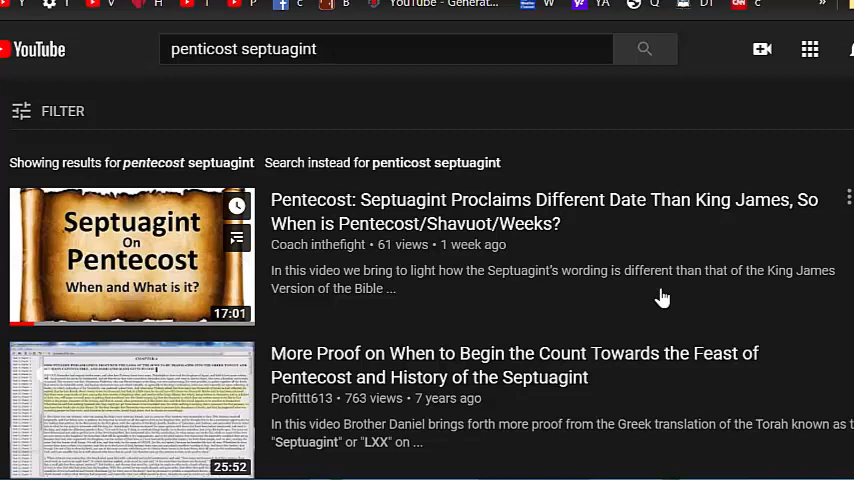 Y T V H T P f c B YouTube - Generat... W YA Q DT c »
YouTube penticost septuagint
FILTER
Showing results for pentecost septuagint Search instead for penticost septuagint
Septuagint
On
Pentecost
When and What is it?
17:01
Pentecost: Septuagint Proclaims Different Date Than King James, So
When is Pentecost/Shavuot/Weeks?
Coach inthefight • 61 views • 1 week ago
In this video we bring to light how the Septuagint's wording is different than that of the King James
Version of the Bible ...
25:52
More Proof on When to Begin the Count Towards the Feast of
Pentecost and History of the Septuagint
Profittt613 • 763 views • 7 years ago
In this video Brother Daniel brings forth more proof from the Greek translation of the Torah known as t
"Septuagint" or "LXX" on ...